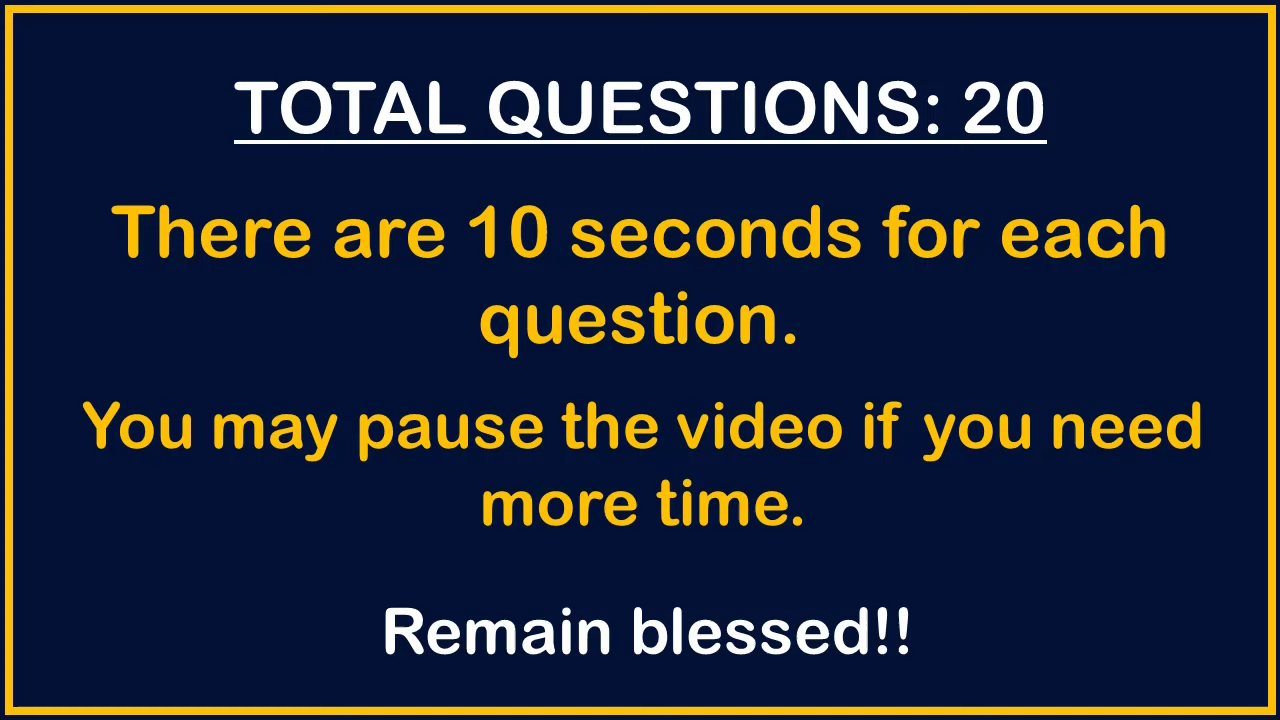 TOTAL QUESTIONS: 20
There are 10 seconds for each
question.
You may pause the video if you need
more time.
Remain blessed!!